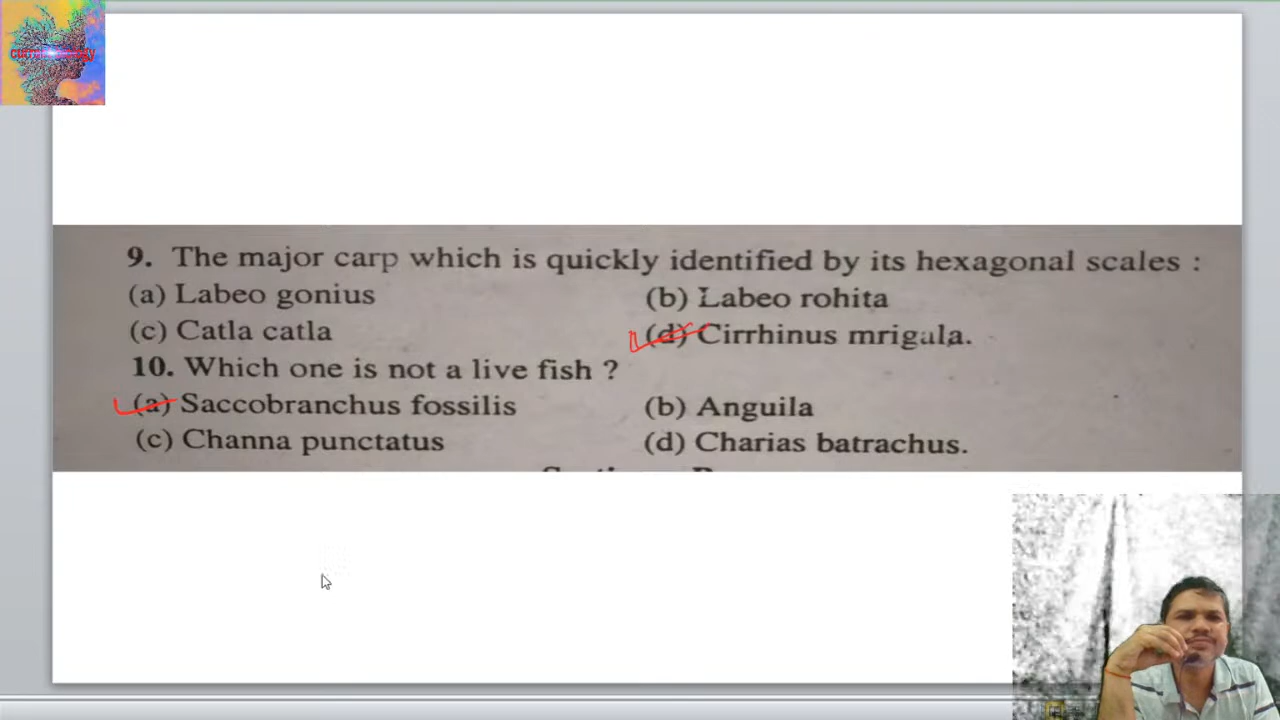 9. The major carp which is quickly identified by its hexagonal scales :
(a) Labeo gonius (b) Labeo rohita
(c) Catla catla (d) Cirrhinus mrigala.
10. Which one is not a live fish ?
(a) Saccobranchus fossilis (b) Anguila
(c) Channa punctatus (d) Charias batrachus.